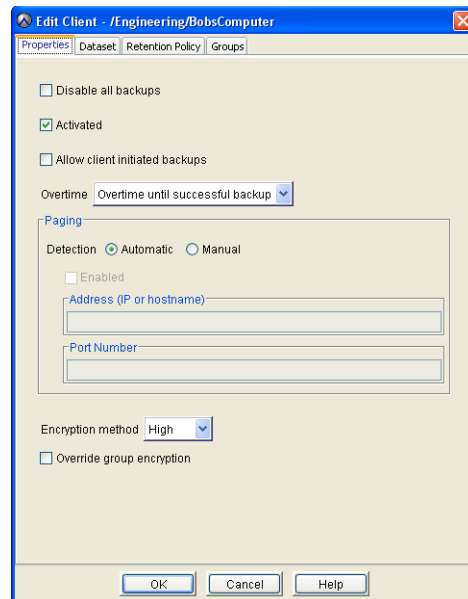 Edit Client - /Engineering/BobsComputer
Properties Dataset Retention Policy Groups
Disable all backups
Activated
Allow client initiated backups
Overtime Overtime until successful backup
Paging
Detection Automatic Manual
Enabled
Address (IP or hostname)
Port Number
Encryption method High
Override group encryption
OK Cancel Help